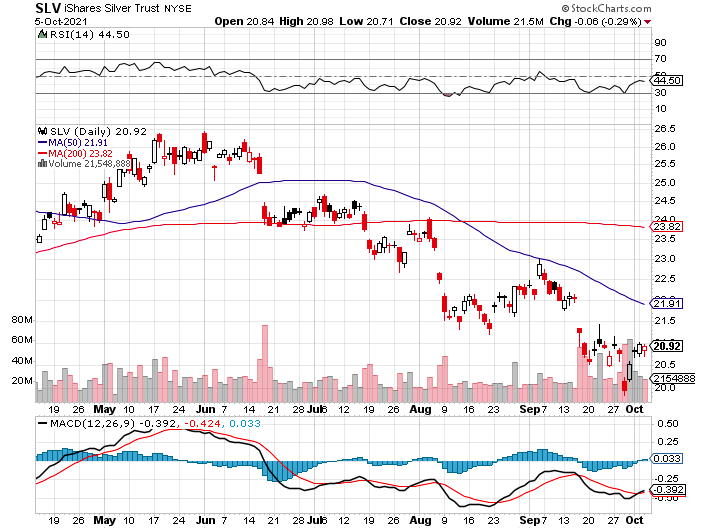 SLV iShares Silver Trust NYSE © StockCharts.com
5-Oct-2021 Open 20.84 High 20.98 Low 20.71 Close 20.92 Volume 21.5M Chg -0.06 (-0.29%)
RSI(14) 44.50
90
70
50
44.50
30
10
SLV (Daily) 20.92
MA(50) 21.91
MA(200) 23.82
Volume 21,548,888
26.5
26.0
25.5
25.0
24.5
24.0
23.82
23.5
23.0
22.5
22.0
21.91
21.5
21.0
20.92
20.5
20.0
80M
60M
40M
20M
21548888
19 26 May 10 17 24 Jun 7 14 21 28 Jul 6 12 19 26 Aug 9 16 23 Sep 7 13 20 27 Oct
MACD(12,26,9) -0.392, -0.424, 0.033
0.50
0.25
0.033
-0.392
-0.50
19 26 May 10 17 24 Jun 7 14 21 28 Jul 6 12 19 26 Aug 9 16 23 Sep 7 13 20 27 Oct